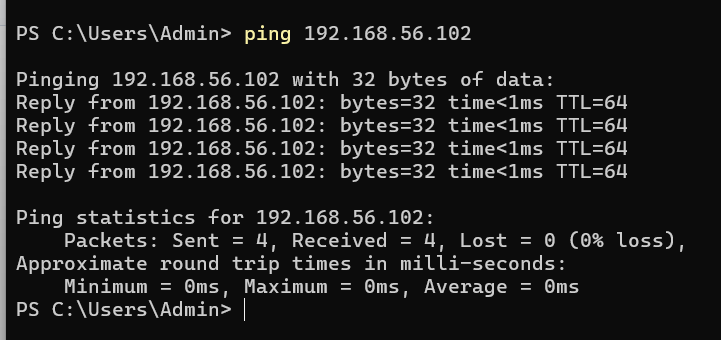 PS C:\Users\Admin> ping 192.168.56.102
Pinging 192.168.56.102 with 32 bytes of data:
Reply from 192.168.56.102: bytes=32 time<1ms TTL=64
Reply from 192.168.56.102: bytes=32 time<1ms TTL=64
Reply from 192.168.56.102: bytes=32 time<1ms TTL=64
Reply from 192.168.56.102: bytes=32 time<1ms TTL=64
Ping statistics for 192.168.56.102:
    Packets: Sent = 4, Received = 4, Lost = 0 (0% loss),
Approximate round trip times in milli-seconds:
    Minimum = 0ms, Maximum = 0ms, Average = 0ms
PS C:\Users\Admin>